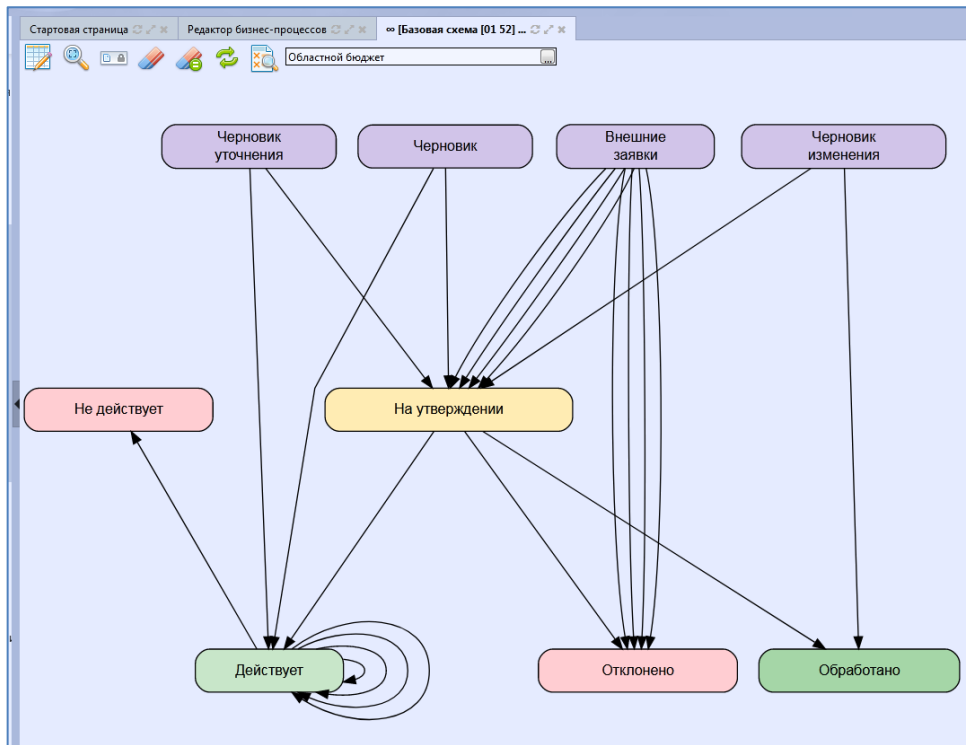 Стартовая страница
Редактор бизнес-процессов
∞ [Базовая схема [01 52] ...
Областной бюджет
...
Черновик
уточнения
Черновик
Внешние
заявки
Черновик
изменения
Не действует
На утверждении
Действует
Отклонено
Обработано